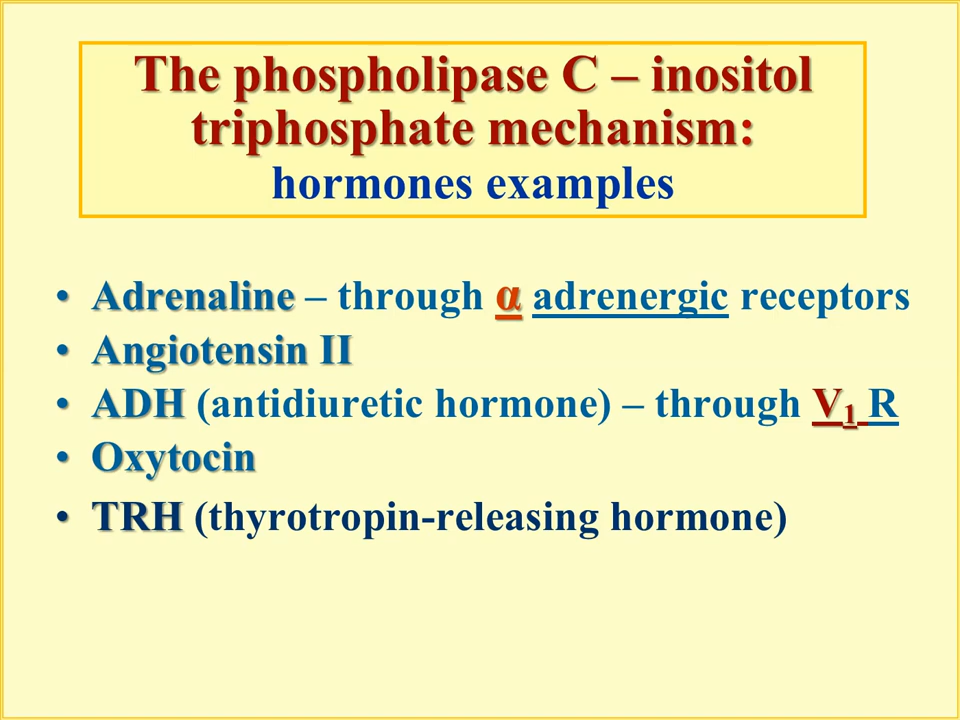 The phospholipase C – inositol
triphosphate mechanism:
hormones examples
• Adrenaline – through α adrenergic receptors
• Angiotensin II
• ADH (antidiuretic hormone) – through V₁ R
• Oxytocin
• TRH (thyrotropin-releasing hormone)